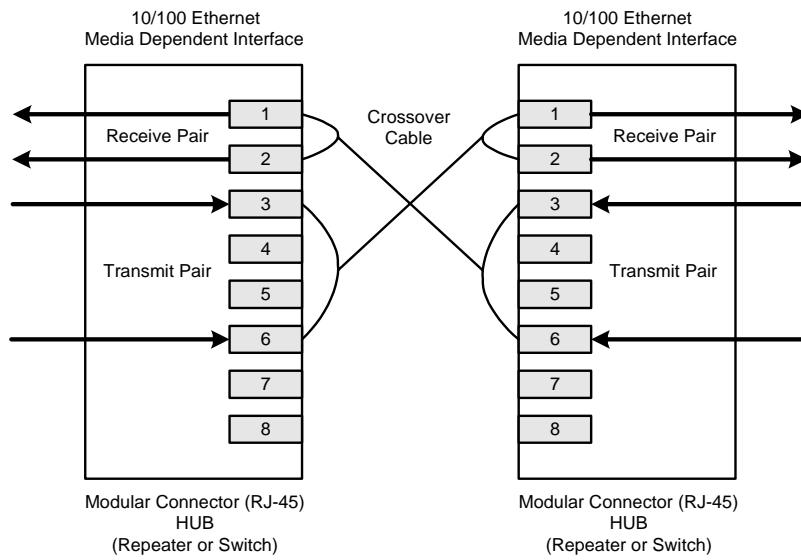 10/100 Ethernet
Media Dependent Interface
10/100 Ethernet
Media Dependent Interface
1
Receive Pair
2
3
4
Transmit Pair
5
6
7
8
Crossover
Cable
1
Receive Pair
2
3
4
Transmit Pair
5
6
7
8
Modular Connector (RJ-45)
HUB
(Repeater or Switch)
Modular Connector (RJ-45)
HUB
(Repeater or Switch)